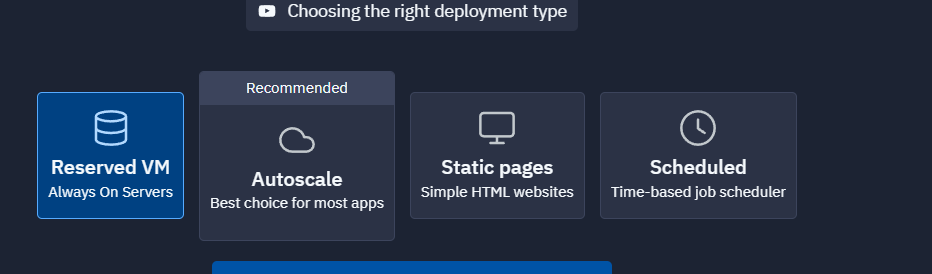 Choosing the right deployment type
Recommended
Reserved VM
Always On Servers
Autoscale
Best choice for most apps
Static pages
Simple HTML websites
Scheduled
Time-based job scheduler